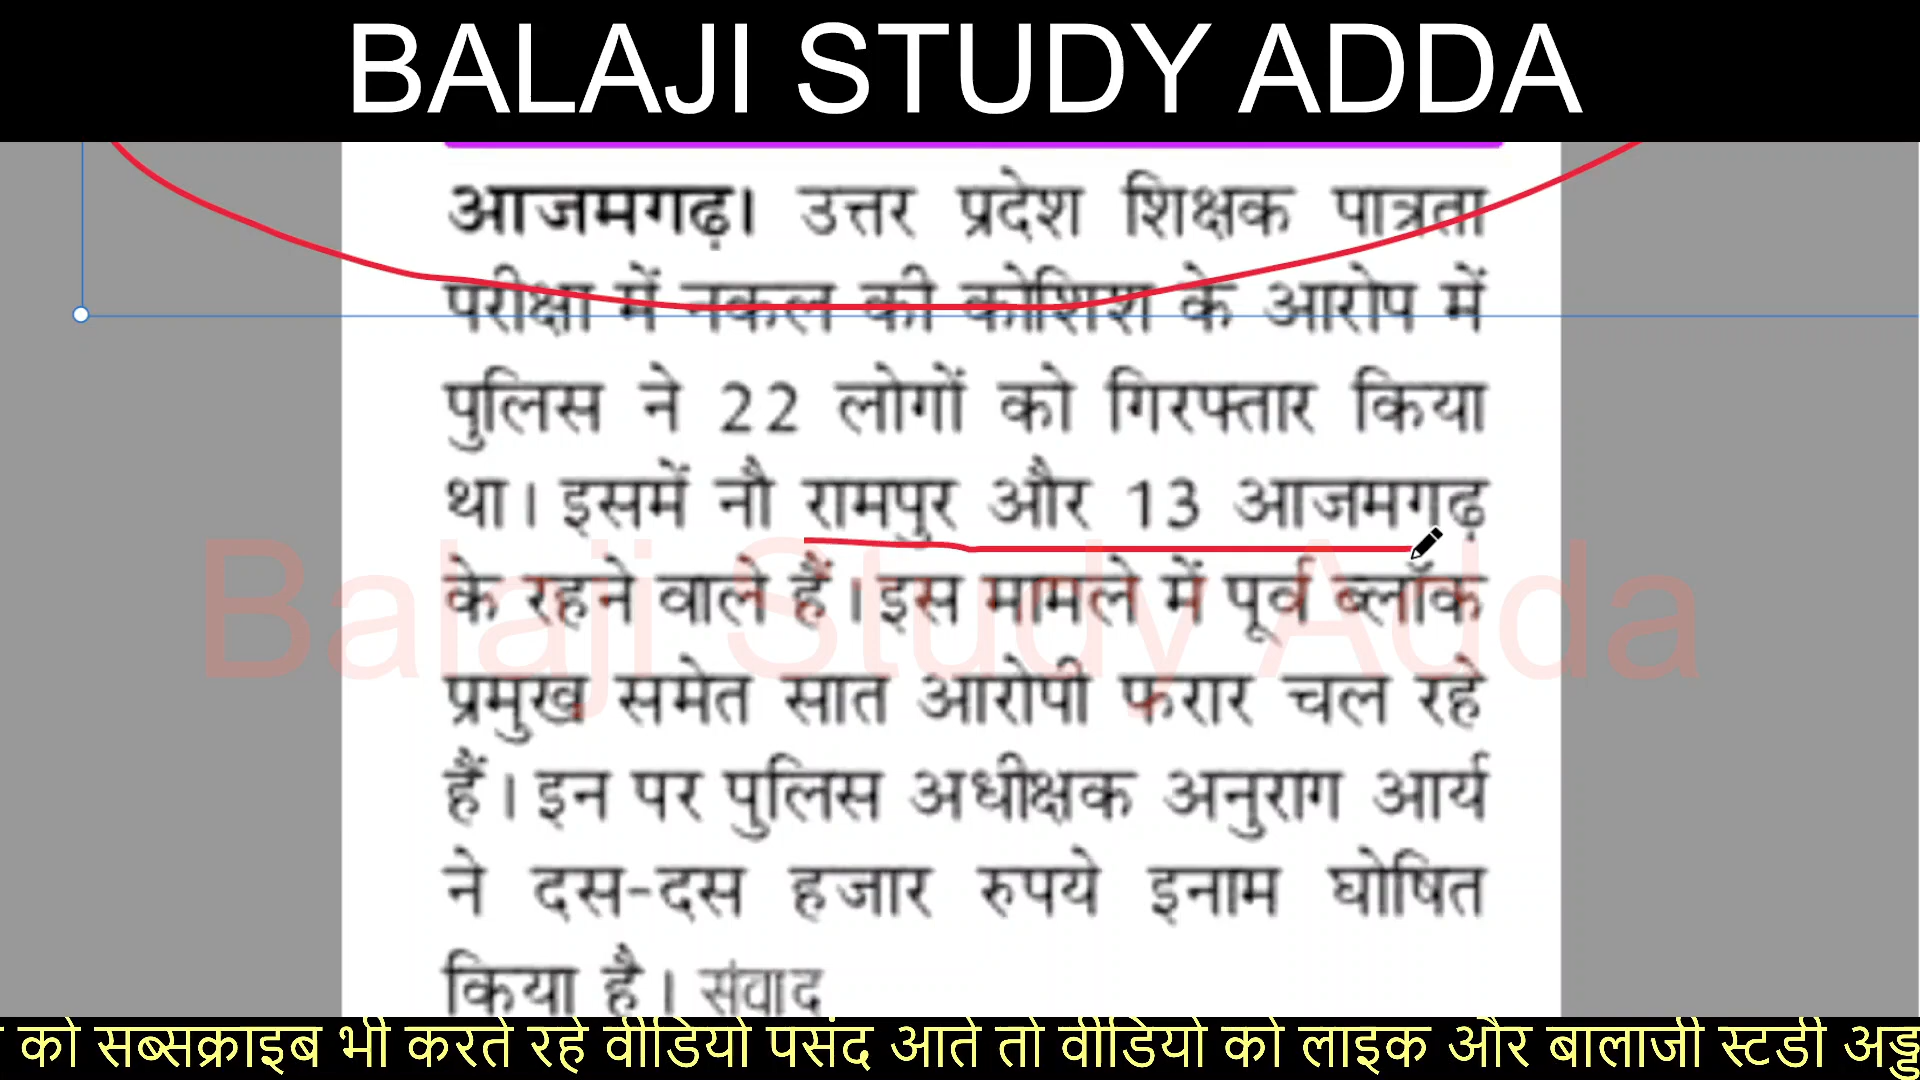 BALAJI STUDY ADDA
आजमगढ़। उत्तर प्रदेश शिक्षक पात्रता
परीक्षा में नकल की कोशिश के आरोप में
पुलिस ने 22 लोगों को गिरफ्तार किया
था। इसमें नौ रामपुर और 13 आजमगढ़
के रहने वाले हैं। इस मामले में पूर्व ब्लॉक
प्रमुख समेत सात आरोपी फरार चल रहे
हैं। इन पर पुलिस अधीक्षक अनुराग आर्य
ने दस-दस हजार रुपये इनाम घोषित
किया है। संवाद
Balaji Study Adda
को सब्सक्राइब भी करते रहे वीडियो पसंद आते तो वीडियो को लाइक और बालाजी स्टडी